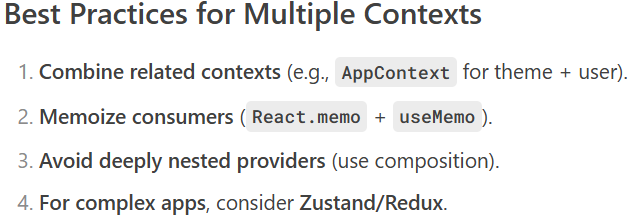 Best Practices for Multiple Contexts
1. Combine related contexts (e.g., AppContext for theme + user).
2. Memoize consumers (React.memo + useMemo).
3. Avoid deeply nested providers (use composition).
4. For complex apps, consider Zustand/Redux.